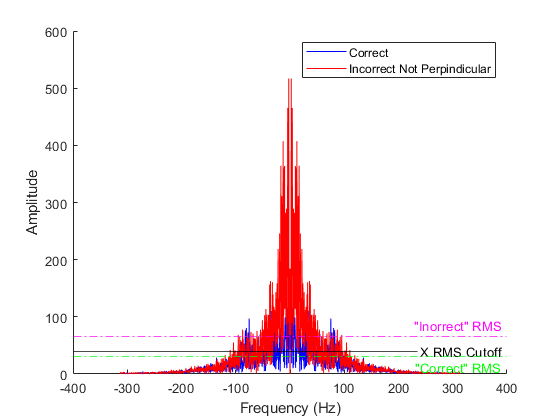 600
500
400
300
200
100
0
Amplitude
Correct
Incorrect Not Perpindicular
"Inorrect" RMS
X RMS Cutoff
"Correct" RMS
-400 -300 -200 -100 0 100 200 300 400
Frequency (Hz)